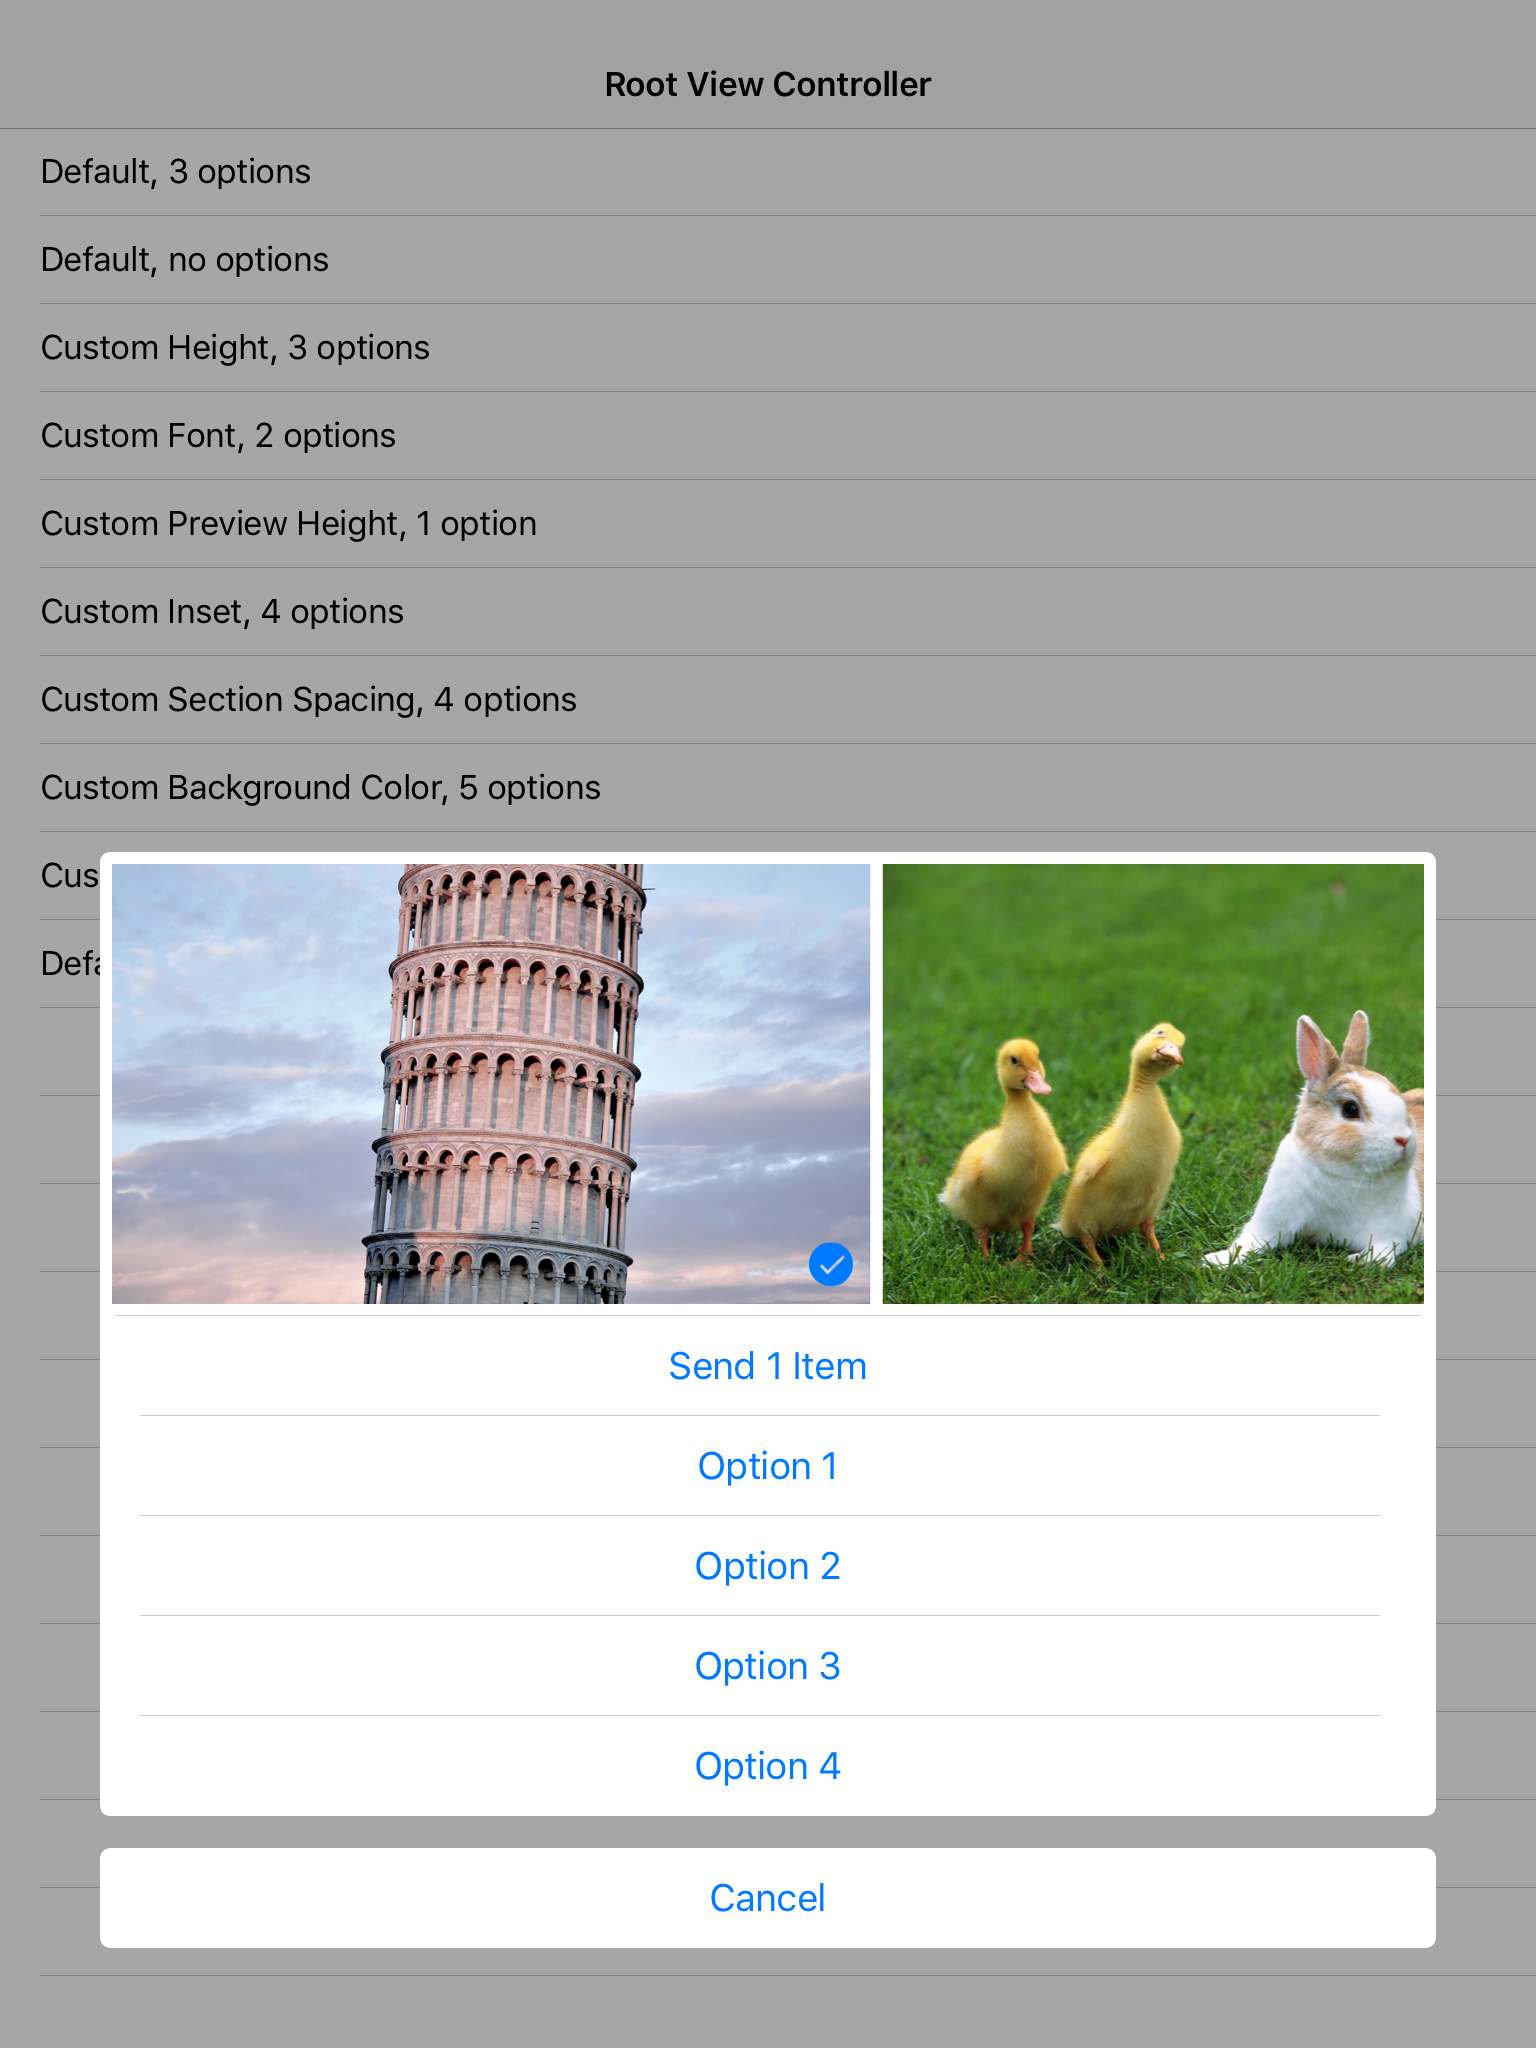 Root View Controller
Default, 3 options
Default, no options
Custom Height, 3 options
Custom Font, 2 options
Custom Preview Height, 1 option
Custom Inset, 4 options
Custom Section Spacing, 4 options
Custom Background Color, 5 options
Cus
Defa
Send 1 Item
Option 1
Option 2
Option 3
Option 4
Cancel